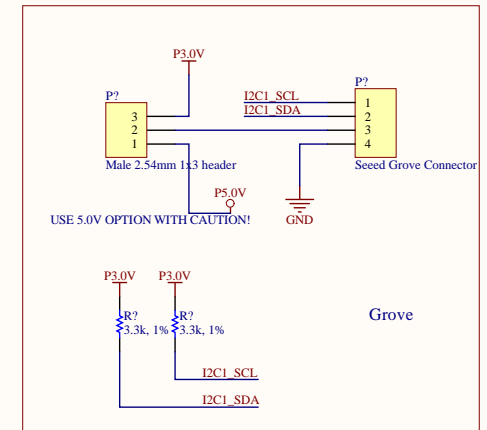 P3.0V
P?
3
2
1
Male 2.54mm 1x3 header
P5.0V
USE 5.0V OPTION WITH CAUTION!
I2C1_SCL
I2C1_SDA
P?
1
2
3
4
Seeed Grove Connector
GND
P3.0V
P3.0V
R?
3.3k, 1%
R?
3.3k, 1%
I2C1_SCL
I2C1_SDA
Grove